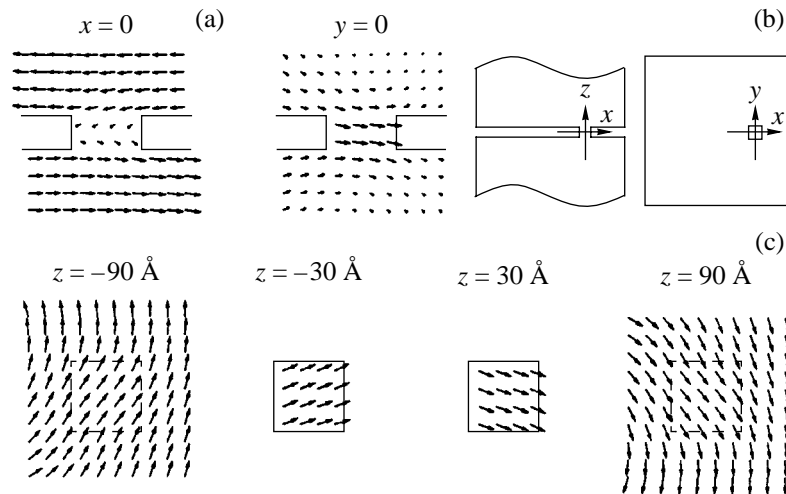 x = 0
(a)
y = 0
(b)
z
x
y
x
(c)
z = −90 Å
z = −30 Å
z = 30 Å
z = 90 Å